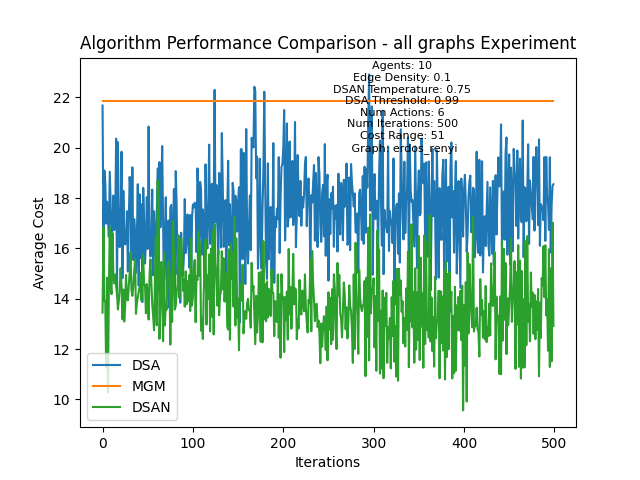 Algorithm Performance Comparison - all graphs Experiment
Agents: 10
Edge Density: 0.1
DSAN Temperature: 0.75
DSA Threshold: 0.99
Num Actions: 6
Num Iterations: 500
Cost Range: 51
Graph: erdos_renyi
22
20
18
16
14
12
10
Average Cost
DSA
MGM
DSAN
0 100 200 300 400 500
Iterations